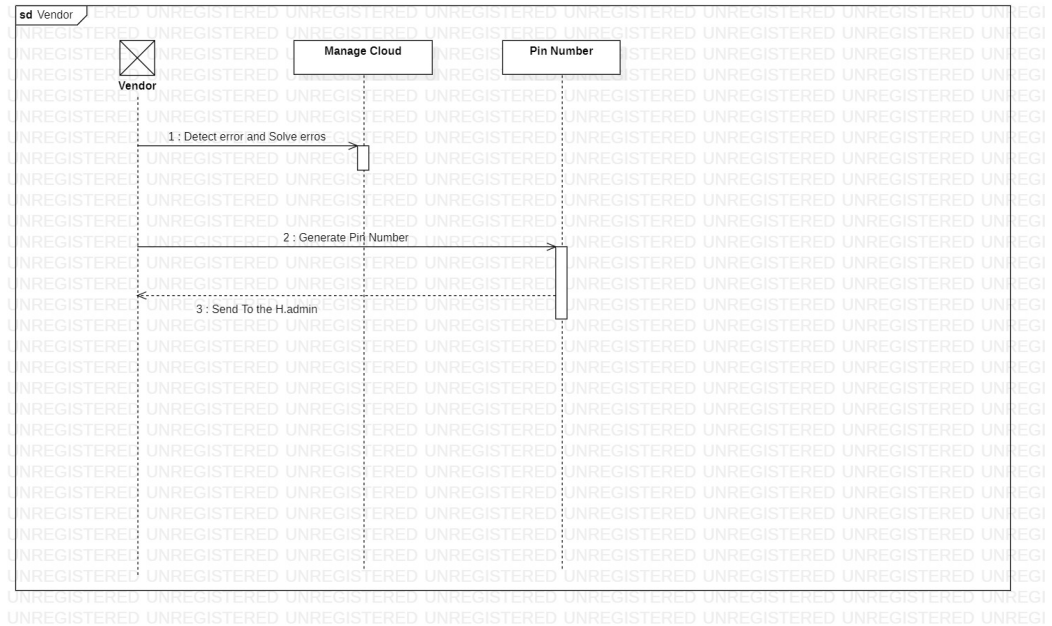 sd Vendor
Manage Cloud
Pin Number
Vendor
1 : Detect error and Solve erros
2 : Generate Pin Number
3 : Send To the H.admin
UNREGISTERED